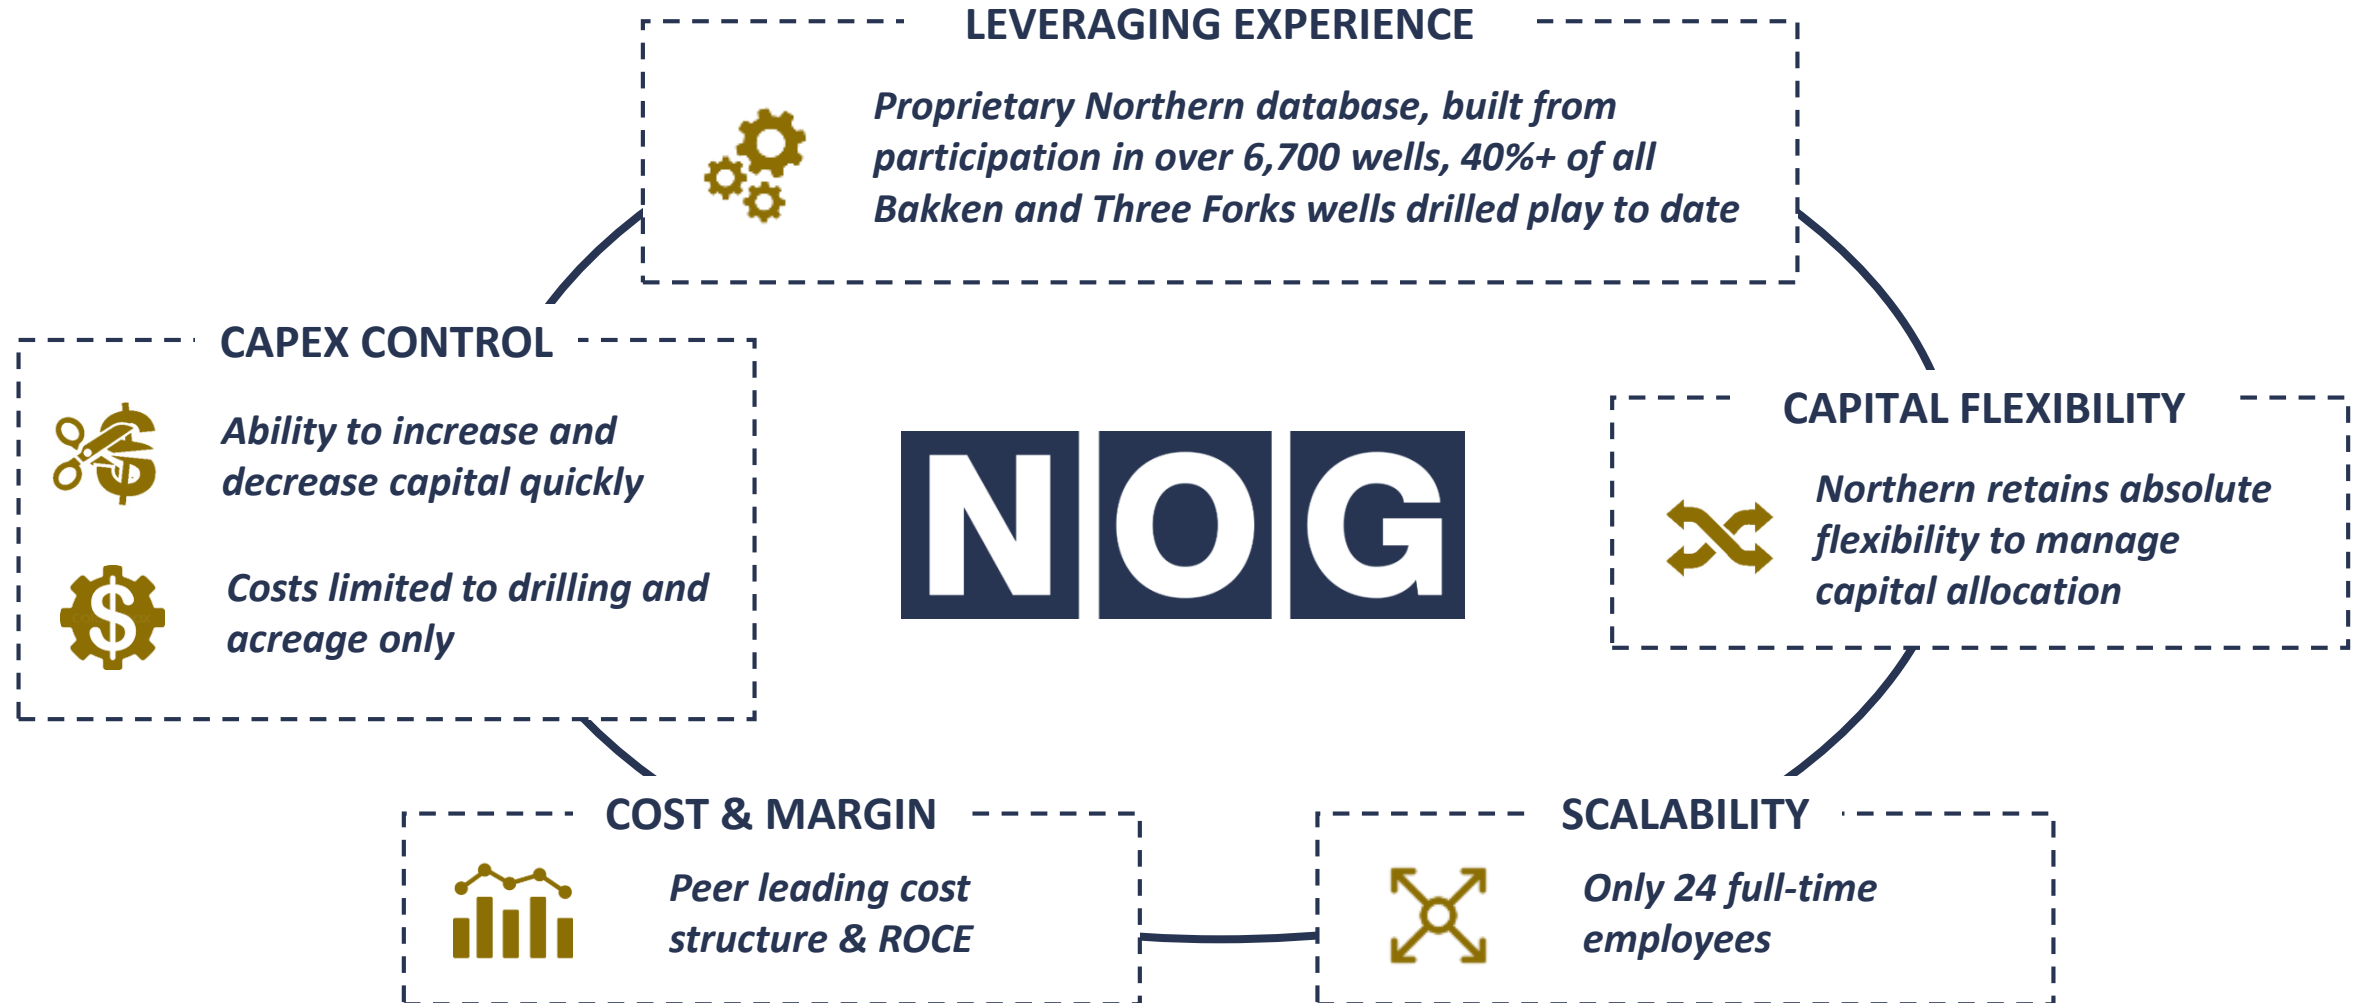 LEVERAGING EXPERIENCE
Proprietary Northern database, built from
participation in over 6,700 wells, 40%+ of all
Bakken and Three Forks wells drilled play to date
CAPEX CONTROL
Ability to increase and
decrease capital quickly
Costs limited to drilling and
acreage only
NOG
CAPITAL FLEXIBILITY
Northern retains absolute
flexibility to manage
capital allocation
COST & MARGIN
Peer leading cost
structure & ROCE
SCALABILITY
Only 24 full-time
employees